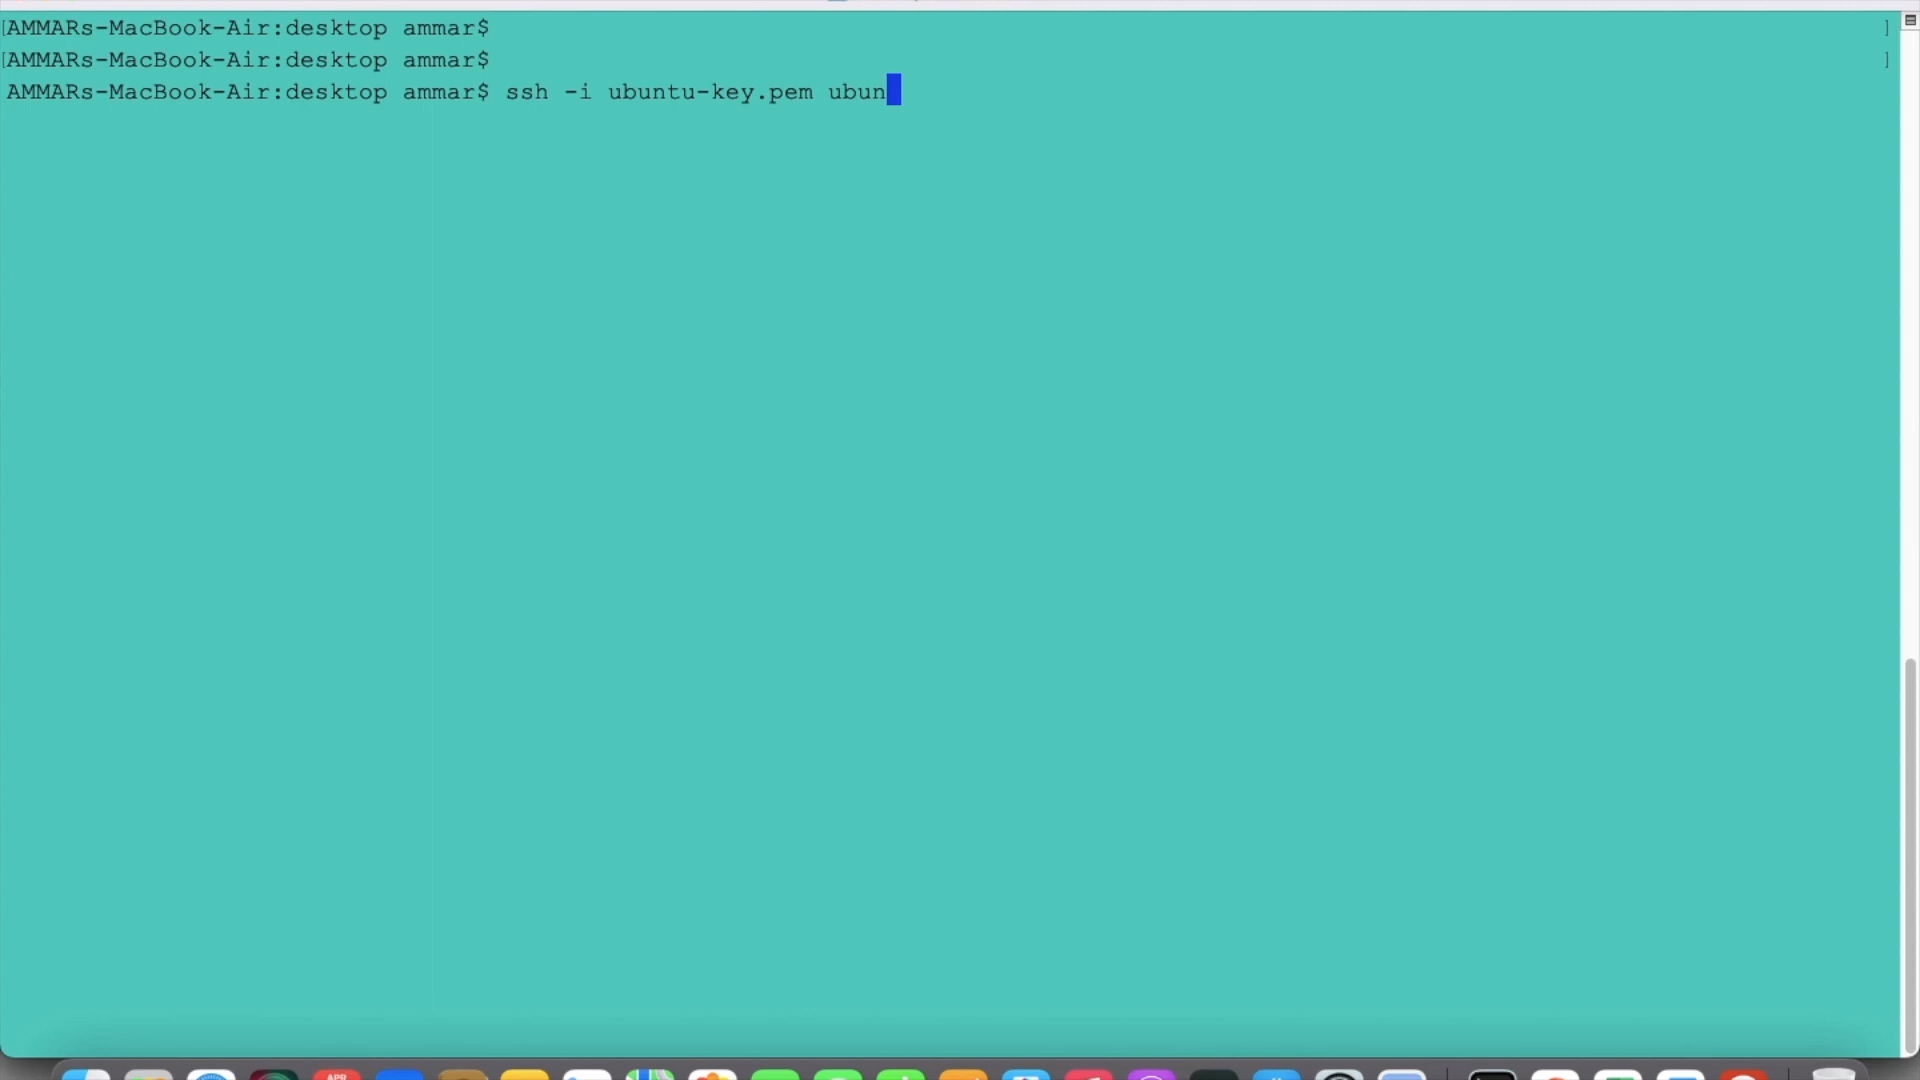 [AMMARs-MacBook-Air:desktop ammar$ ]
[AMMARs-MacBook-Air:desktop ammar$ ]
AMMARs-MacBook-Air:desktop ammar$ ssh -i ubuntu-key.pem ubun
APR